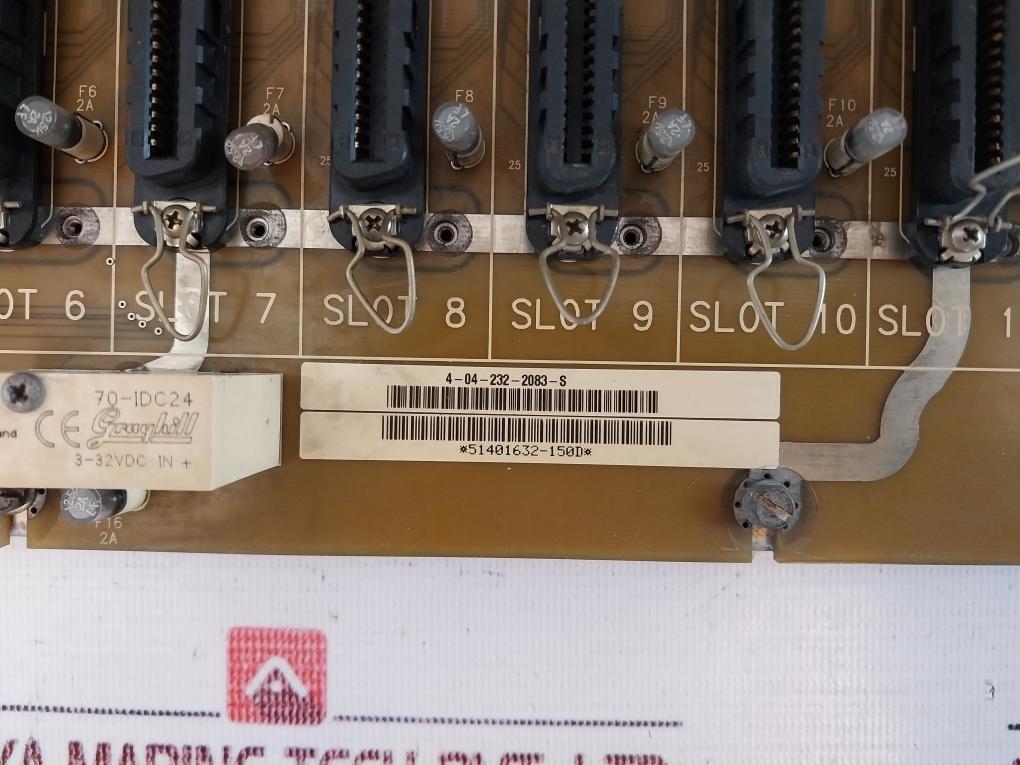 F6
2A
F7
2A
F8
F9
2A
F10
2A
25
25
25
25
OT 6
SLOT 7
SLOT 8
SLOT 9
SLOT 10
SLOT 1
4-04-232-2083-S
*51401632-150D*
70-IDC24
and CE Grayhill
3-32VDC IN +
F16
2A